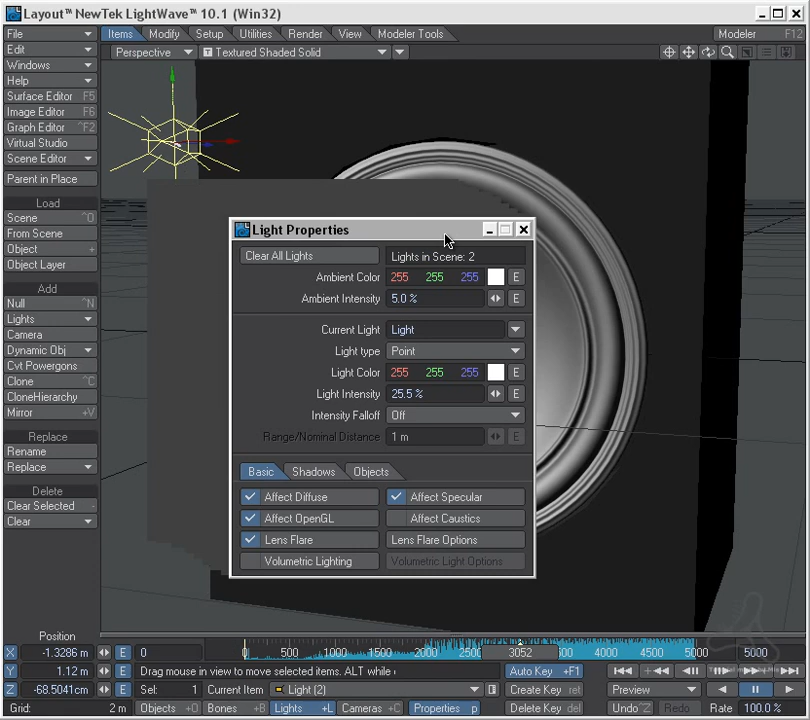 Layout™ NewTek LightWave™ 10.1 (Win32)
File
Items Modify Setup Utilities Render View Modeler Tools Modeler F12
Edit
Perspective Textured Shaded Solid
Windows
Help
Surface Editor F5
Image Editor F6
Graph Editor ^F2
Virtual Studio
Scene Editor
Parent in Place
Load
Scene ^O
From Scene
Object +
Object Layer
Add
Null ^N
Lights
Camera
Dynamic Obj
Cvt Powergons
Clone ^C
CloneHierarchy
Mirror +V
Replace
Rename
Replace
Delete
Clear Selected -
Clear
Light Properties
Clear All Lights Lights in Scene: 2
Ambient Color 255 255 255 E
Ambient Intensity 5.0 % E
Current Light Light
Light type Point
Light Color 255 255 255 E
Light Intensity 25.5 % E
Intensity Falloff Off
Range/Nominal Distance 1 m E
Basic Shadows Objects
Affect Diffuse Affect Specular
Affect OpenGL Affect Caustics
Lens Flare Lens Flare Options
Volumetric Lighting Volumetric Light Options
Position
X -1.3286 m E 0 0 500 1000 1500 2000 2500 3052 4000 4500 5000 5000
Y 1.12 m E Drag mouse in view to move selected items. ALT while Auto Key +F1
Z -68.5041cm E Sel: 1 Current Item Light (2) Create Key ret Preview
Grid: 2 m Objects +O Bones +B Lights +L Cameras +C Properties p Delete Key del Undo ^Z Rate 100.0 %